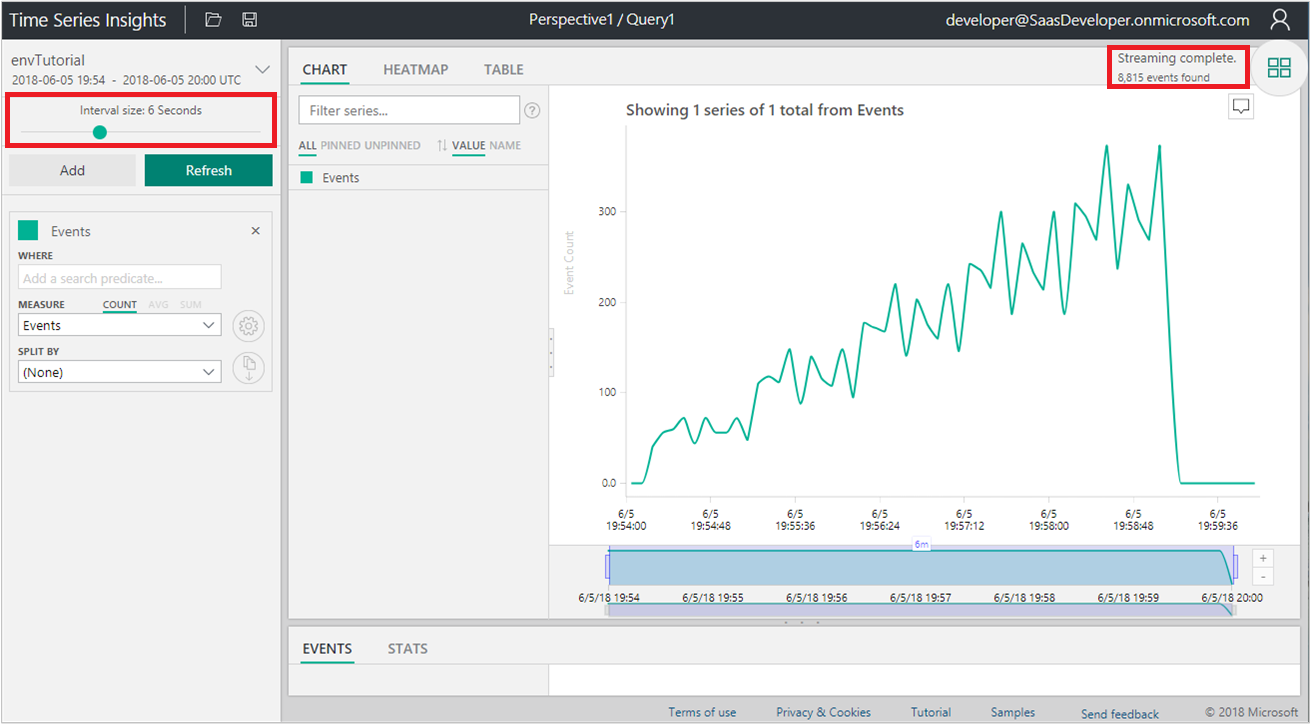 Time Series Insights
Perspective1 / Query1
developer@SaasDeveloper.onmicrosoft.com
envTutorial
2018-06-05 19:54 - 2018-06-05 20:00 UTC
Interval size: 6 Seconds
Add
Refresh
Events
WHERE
Add a search predicate...
MEASURE COUNT AVG SUM
Events
SPLIT BY
(None)
CHART HEATMAP TABLE
Streaming complete.
8,815 events found
Filter series...
?
ALL PINNED UNPINNED VALUE NAME
Events
Showing 1 series of 1 total from Events
Event Count
300
200
100
0.0
6/5 6/5 6/5 6/5 6/5 6/5 6/5 6/5
19:54:00 19:54:48 19:55:36 19:56:24 19:57:12 19:58:00 19:58:48 19:59:36
6m
+
-
6/5/18 19:54 6/5/18 19:55 6/5/18 19:56 6/5/18 19:57 6/5/18 19:58 6/5/18 19:59 6/5/18 20:00
EVENTS STATS
Terms of use Privacy & Cookies Tutorial Samples Send feedback © 2018 Microsoft